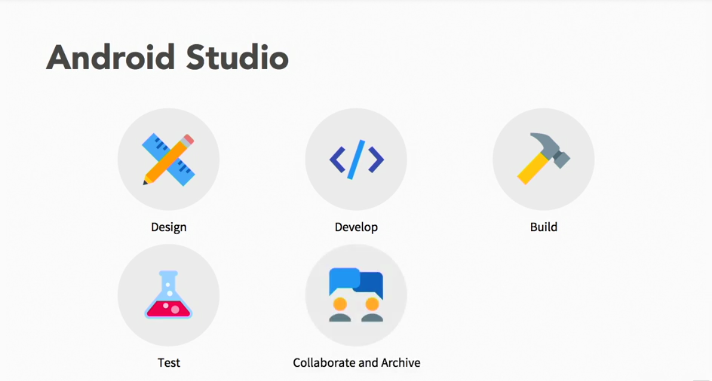 Android Studio
Design
Develop
Build
Test
Collaborate and Archive